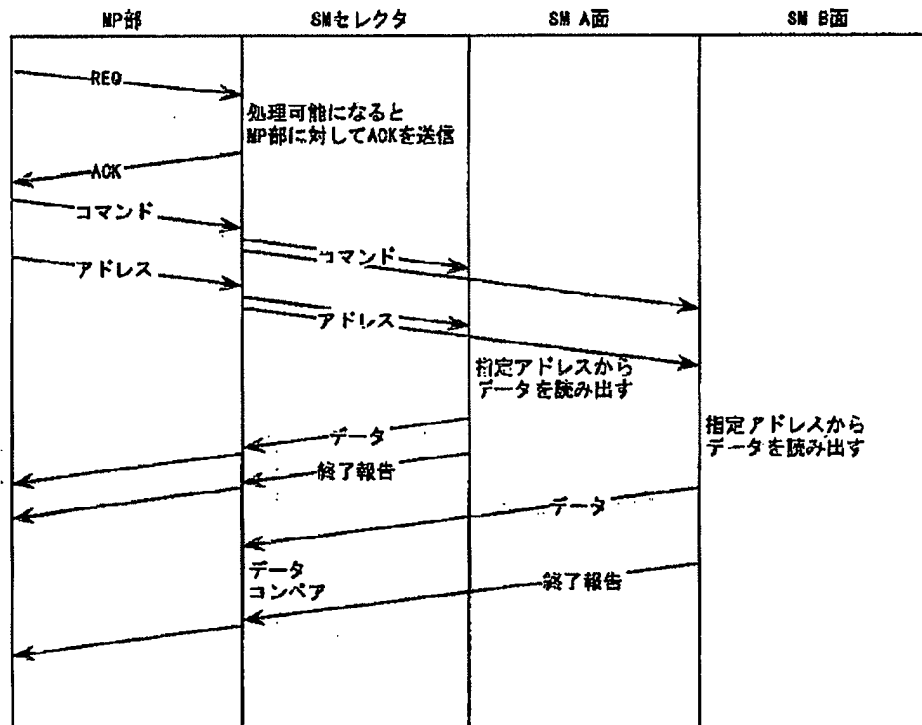 MP部
SMセレクタ
SM A面
SM B面
REQ
処理可能になると
MP部に対してACKを送信
ACK
コマンド
コマンド
アドレス
アドレス
指定アドレスから
データを読み出す
指定アドレスから
データを読み出す
データ
終了報告
データ
データ
コンペア
終了報告